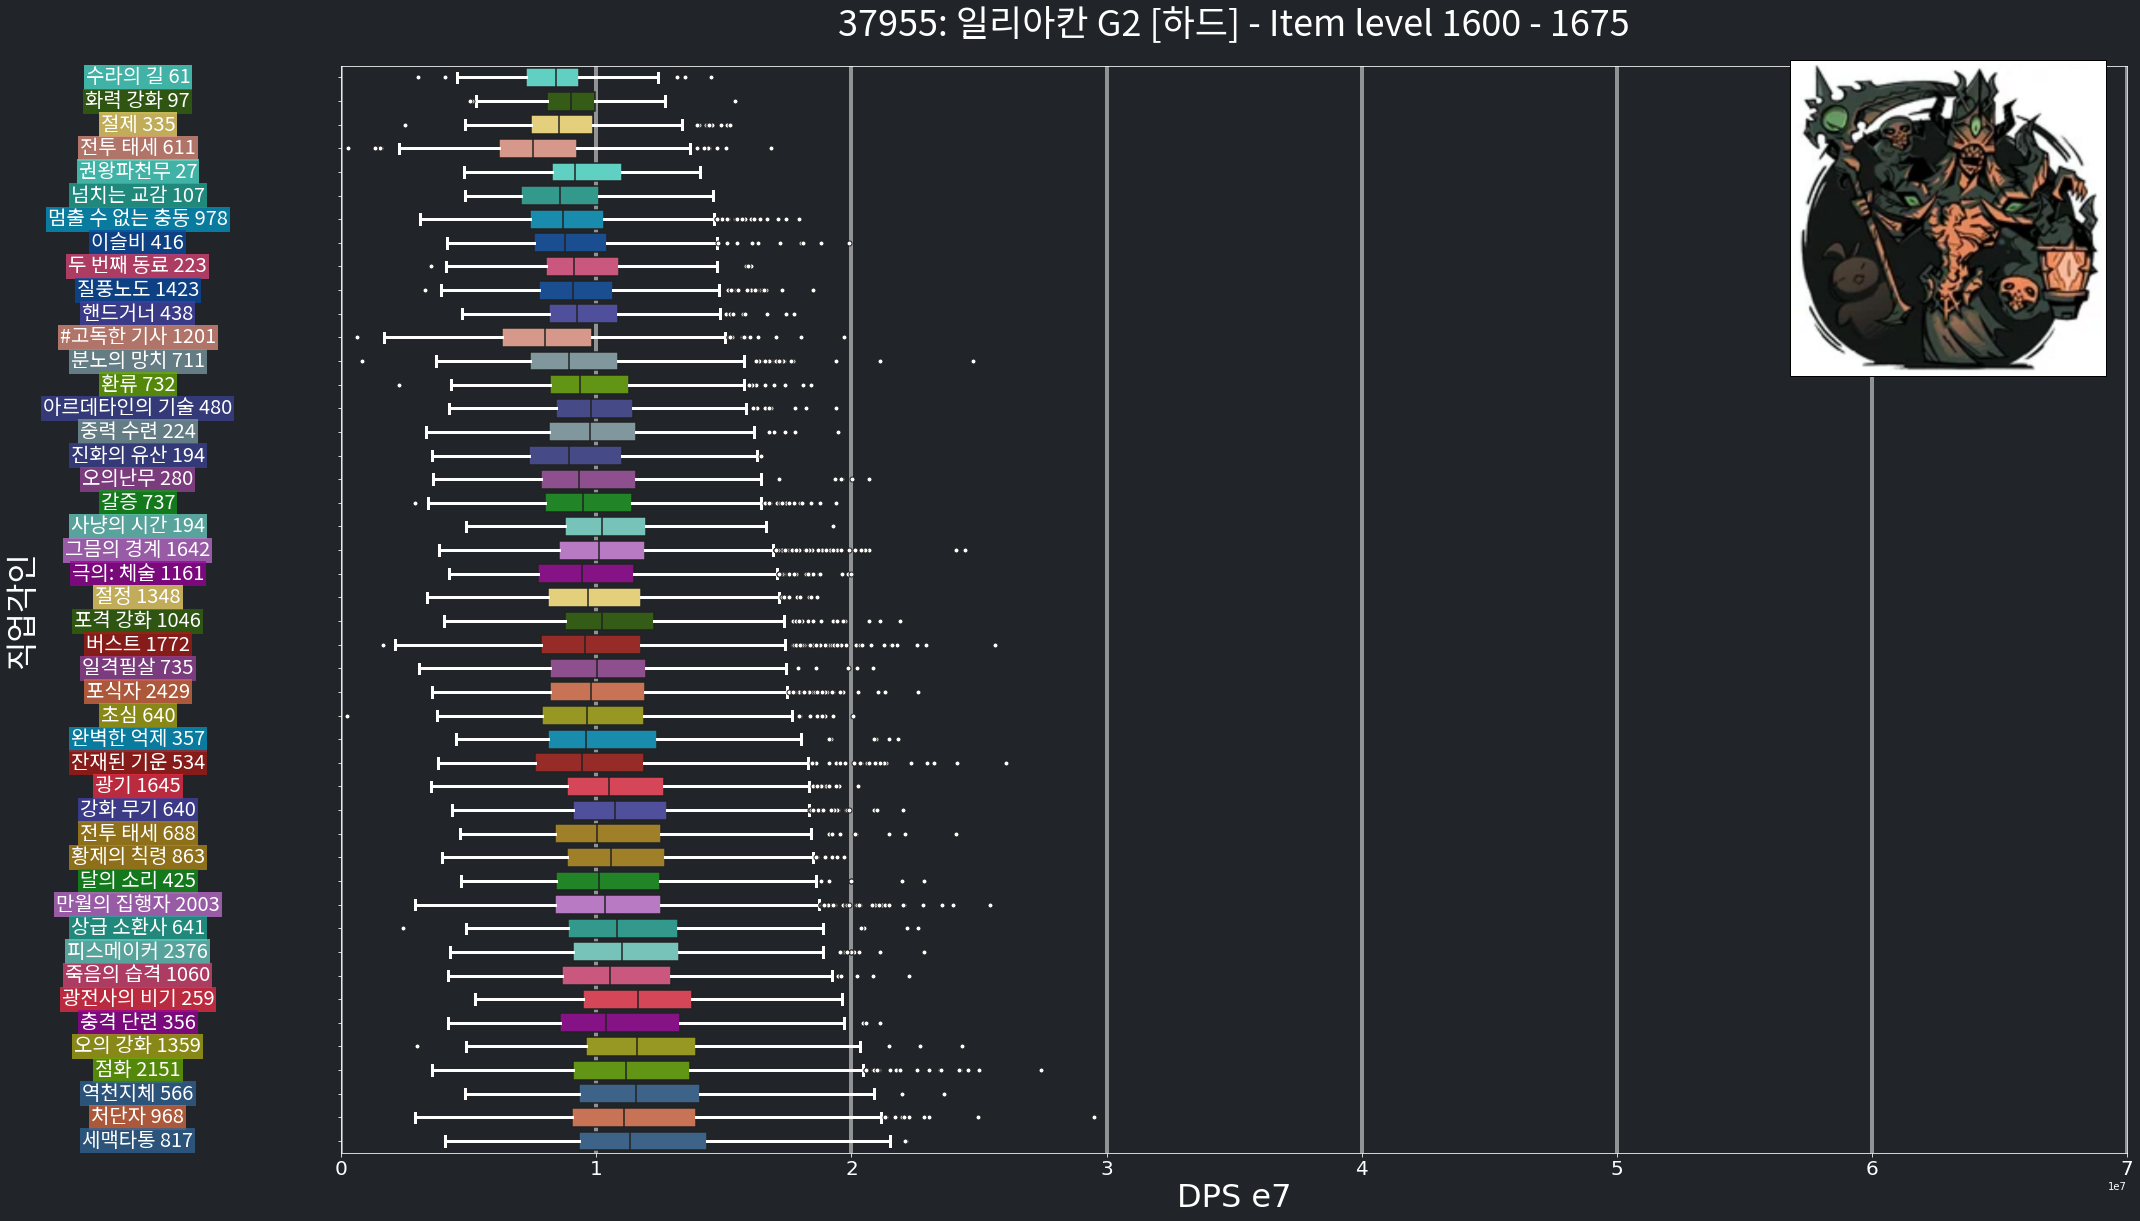 37955: 일리아칸 G2 [하드] - Item level 1600 - 1675
직업각인
수라의 길 61
화력 강화 97
절제 335
전투 태세 611
권왕파천무 27
넘치는 교감 107
멈출 수 없는 충동 978
이슬비 416
두 번째 동료 223
질풍노도 1423
핸드거너 438
#고독한 기사 1201
분노의 망치 711
환류 732
아르데타인의 기술 480
중력 수련 224
진화의 유산 194
오의난무 280
갈증 737
사냥의 시간 194
그믐의 경계 1642
극의: 체술 1161
절정 1348
포격 강화 1046
버스트 1772
일격필살 735
포식자 2429
초심 640
완벽한 억제 357
잔재된 기운 534
광기 1645
강화 무기 640
전투 태세 688
황제의 칙령 863
달의 소리 425
만월의 집행자 2003
상급 소환사 641
피스메이커 2376
죽음의 습격 1060
광전사의 비기 259
충격 단련 356
오의 강화 1359
점화 2151
역천지체 566
처단자 968
세맥타통 817
0 1 2 3 4 5 6 7
DPS e7
1e7